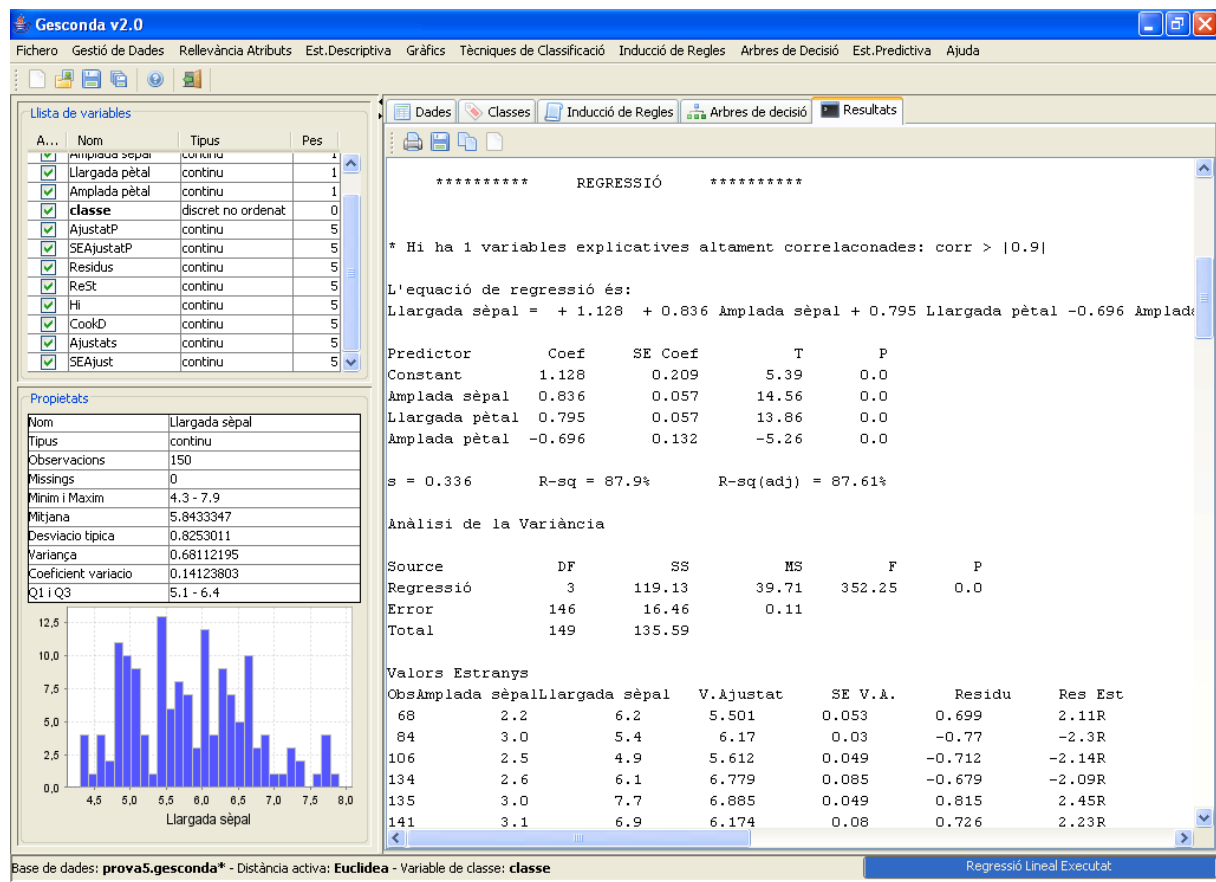 Gesconda v2.0
Fichero Gestió de Dades Rellevància Atributs Est.Descriptiva Gràfics Tècniques de Classificació Inducció de Regles Arbres de Decisió Est.Predictiva Ajuda
Llista de variables
A... Nom Tipus Pes
Amplada sèpal continu 1
Llargada pètal continu 1
Amplada pètal continu 1
classe discret no ordenat 0
AjustatP continu 5
SEAjustatP continu 5
Residus continu 5
ReSt continu 5
Hi continu 5
CookD continu 5
Ajustats continu 5
SEAjust continu 5
Propietats
Nom Llargada sèpal
Tipus continu
Observacions 150
Missings 0
Minim i Maxim 4.3 - 7.9
Mitjana 5.8433347
Desviacio tipica 0.8253011
Variança 0.68112195
Coeficient variacio 0.14123803
Q1 i Q3 5.1 - 6.4
12,5
10,0
7,5
5,0
2,5
0,0
4,5 5,0 5,5 6,0 6,5 7,0 7,5 8,0
Llargada sèpal
Dades Classes Inducció de Regles Arbres de decisió Resultats
********** REGRESSIÓ **********
* Hi ha 1 variables explicatives altament correlaconades: corr > |0.9|
L'equació de regressió és:
Llargada sèpal = + 1.128 + 0.836 Amplada sèpal + 0.795 Llargada pètal -0.696 Amplada
Predictor Coef SE Coef T P
Constant 1.128 0.209 5.39 0.0
Amplada sèpal 0.836 0.057 14.56 0.0
Llargada pètal 0.795 0.057 13.86 0.0
Amplada pètal -0.696 0.132 -5.26 0.0
s = 0.336 R-sq = 87.9% R-sq(adj) = 87.61%
Anàlisi de la Variància
Source DF SS MS F P
Regressió 3 119.13 39.71 352.25 0.0
Error 146 16.46 0.11
Total 149 135.59
Valors Estranys
ObsAmplada sèpalLlargada sèpal V.Ajustat SE V.A. Residu Res Est
68 2.2 6.2 5.501 0.053 0.699 2.11R
84 3.0 5.4 6.17 0.03 -0.77 -2.3R
106 2.5 4.9 5.612 0.049 -0.712 -2.14R
134 2.6 6.1 6.779 0.085 -0.679 -2.09R
135 3.0 7.7 6.885 0.049 0.815 2.45R
141 3.1 6.9 6.174 0.08 0.726 2.23R
Base de dades: prova5.gesconda* - Distància activa: Euclidea - Variable de classe: classe
Regressió Lineal Executat